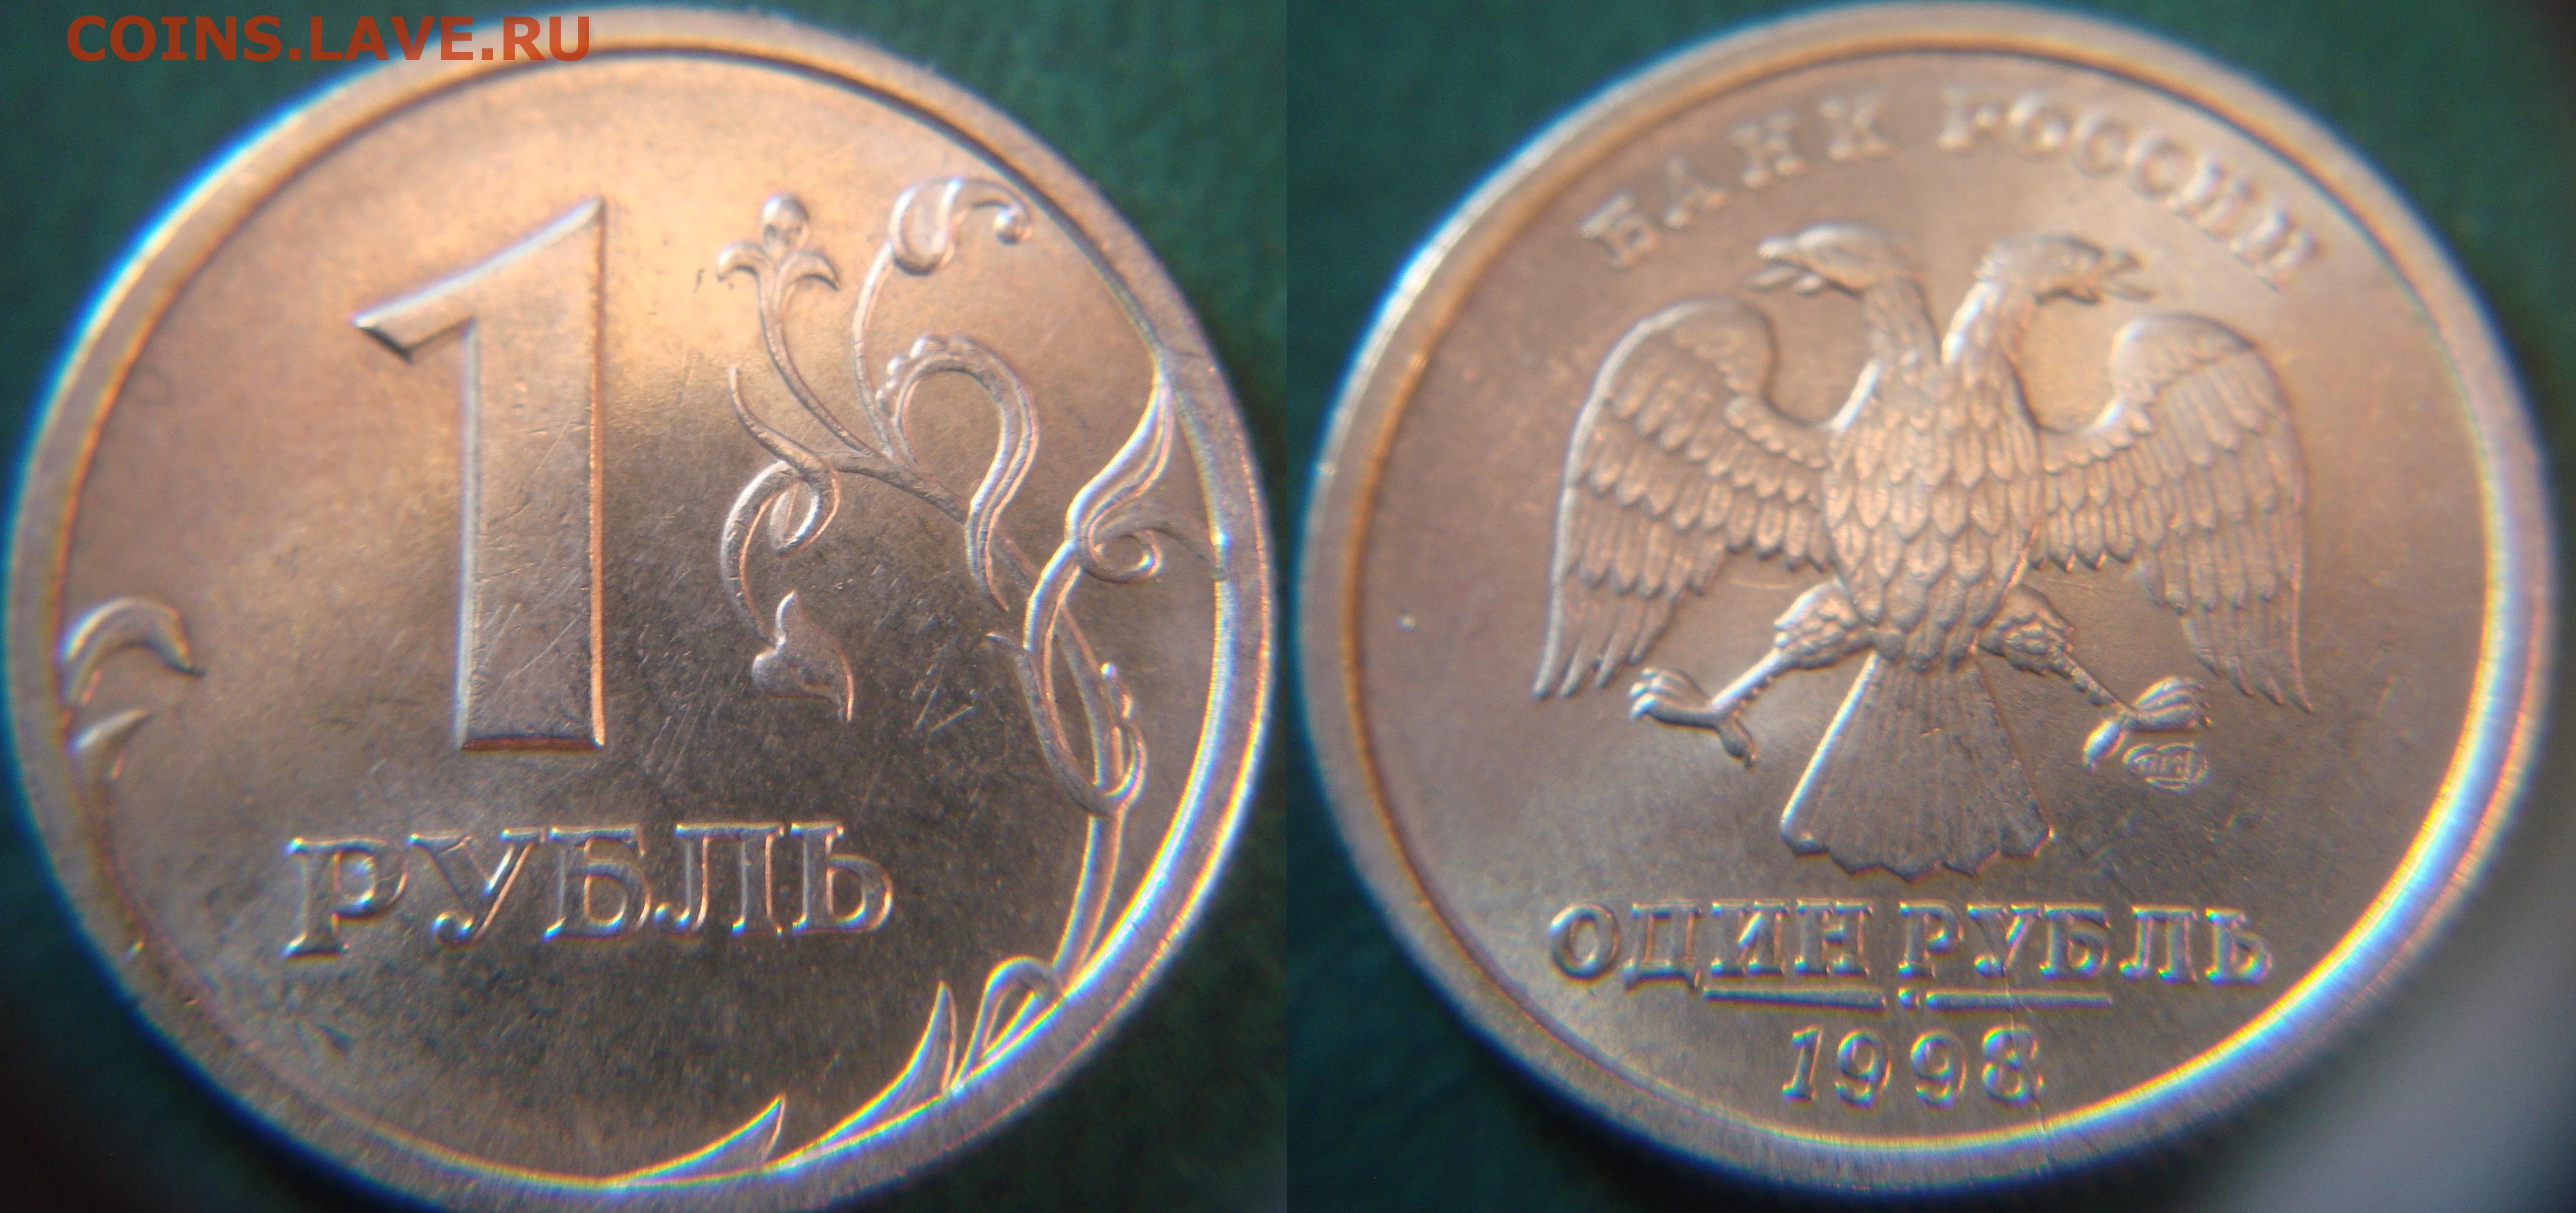 COINS.LAVE.RU
1
РУБЛЬ
БАНК РОССИИ
ОДИН РУБЛЬ
1998